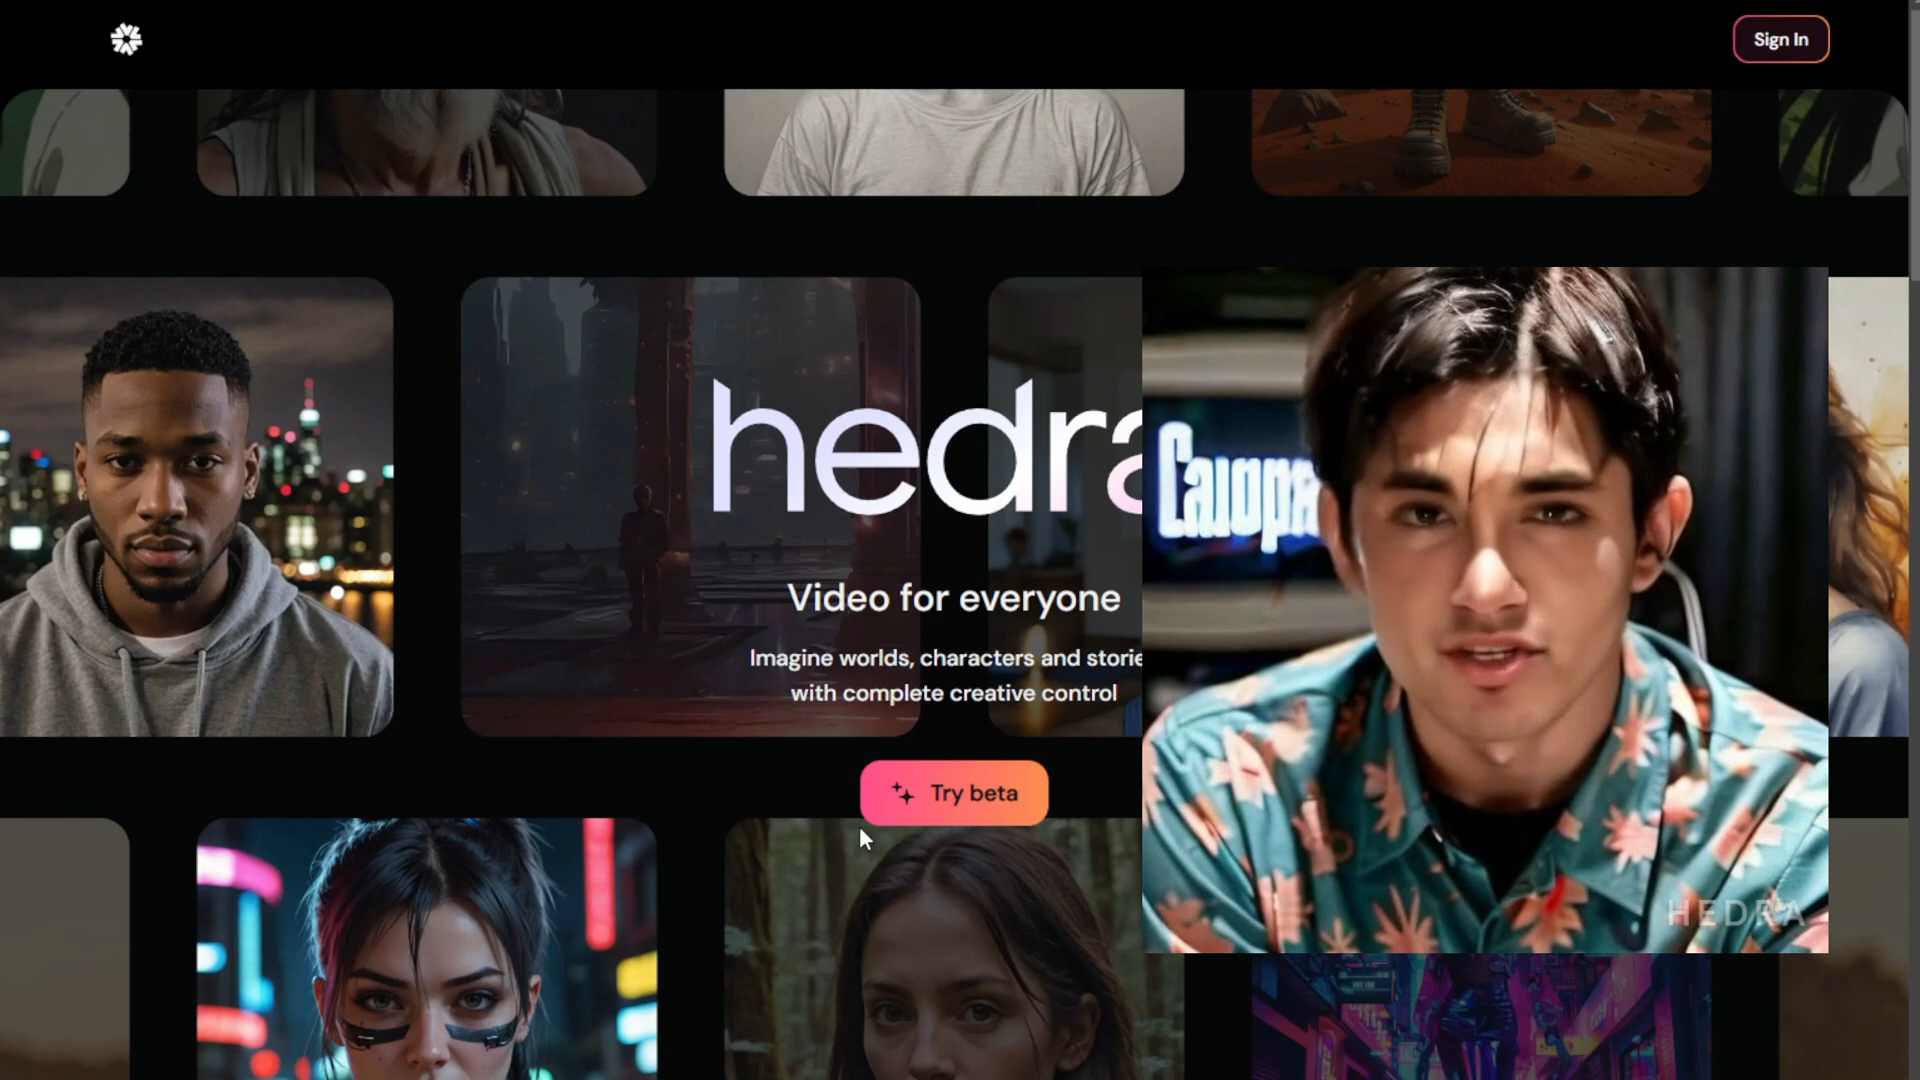 Sign In
hedra
Video for everyone
Imagine worlds, characters and storie
with complete creative control
Try beta
HEDRA